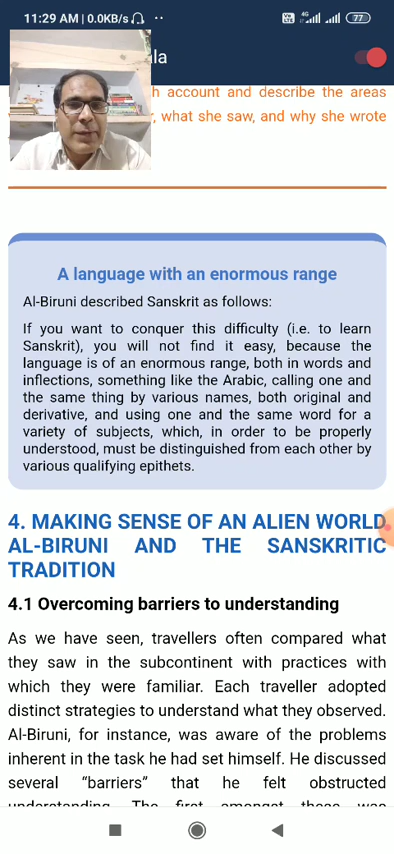 11:29 AM | 0.0KB/s
4G
77
la
h account and describe the areas
, what she saw, and why she wrote
A language with an enormous range
Al-Biruni described Sanskrit as follows:
If you want to conquer this difficulty (i.e. to learn
Sanskrit), you will not find it easy, because the
language is of an enormous range, both in words and
inflections, something like the Arabic, calling one and
the same thing by various names, both original and
derivative, and using one and the same word for a
variety of subjects, which, in order to be properly
understood, must be distinguished from each other by
various qualifying epithets.
4. MAKING SENSE OF AN ALIEN WORLD
AL-BIRUNI AND THE SANSKRITIC
TRADITION
4.1 Overcoming barriers to understanding
As we have seen, travellers often compared what
they saw in the subcontinent with practices with
which they were familiar. Each traveller adopted
distinct strategies to understand what they observed.
Al-Biruni, for instance, was aware of the problems
inherent in the task he had set himself. He discussed
several “barriers” that he felt obstructed
understanding. The first amongst these was